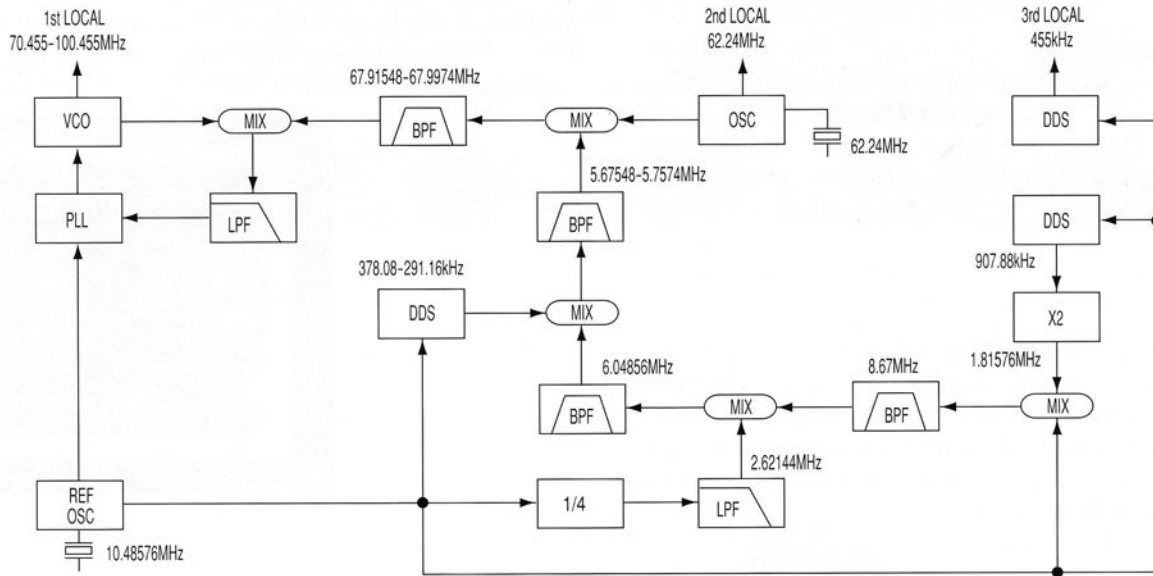 1st LOCAL
70.455-100.455MHz
2nd LOCAL
62.24MHz
3rd LOCAL
455kHz
67.91548-67.9974MHz
VCO
MIX
BPF
MIX
OSC
DDS
62.24MHz
5.67548-5.7574MHz
PLL
LPF
BPF
DDS
378.08-291.16kHz
907.88kHz
DDS
MIX
X2
6.04856MHz
8.67MHz
1.81576MHz
BPF
MIX
BPF
MIX
2.62144MHz
REF
OSC
1/4
LPF
10.48576MHz